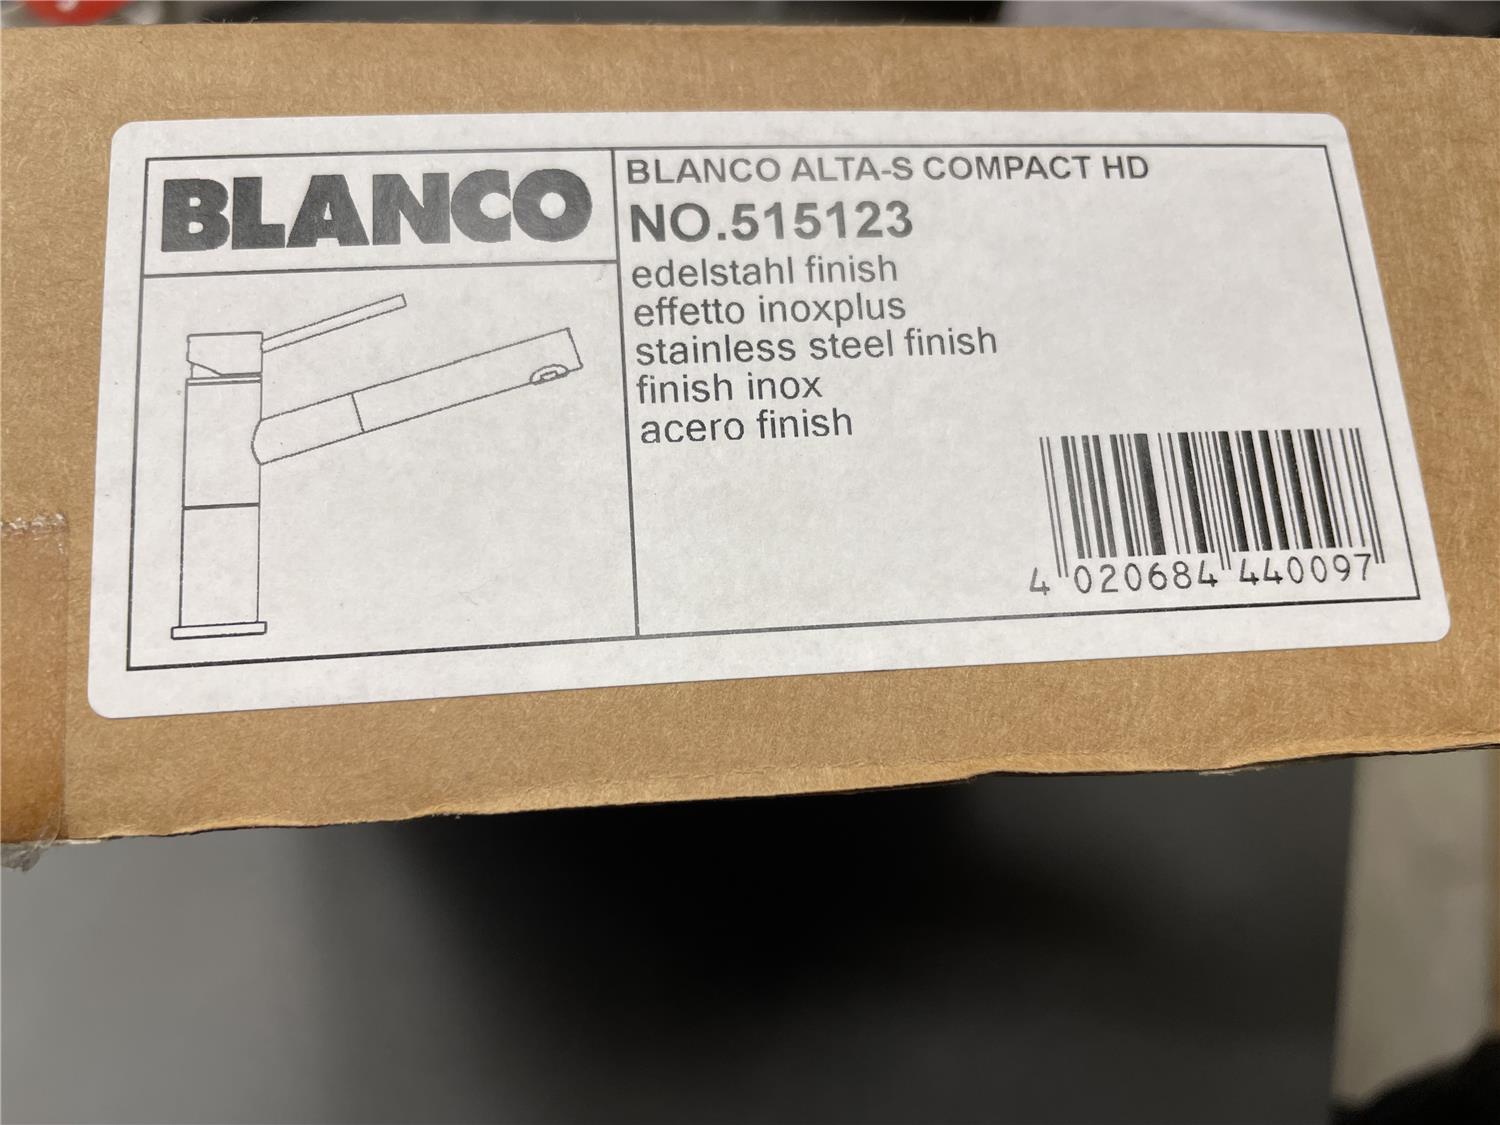 BLANCO
BLANCO ALTA-S COMPACT HD
NO.515123
edelstahl finish
effetto inoxplus
stainless steel finish
finish inox
acero finish
4 020684 440097